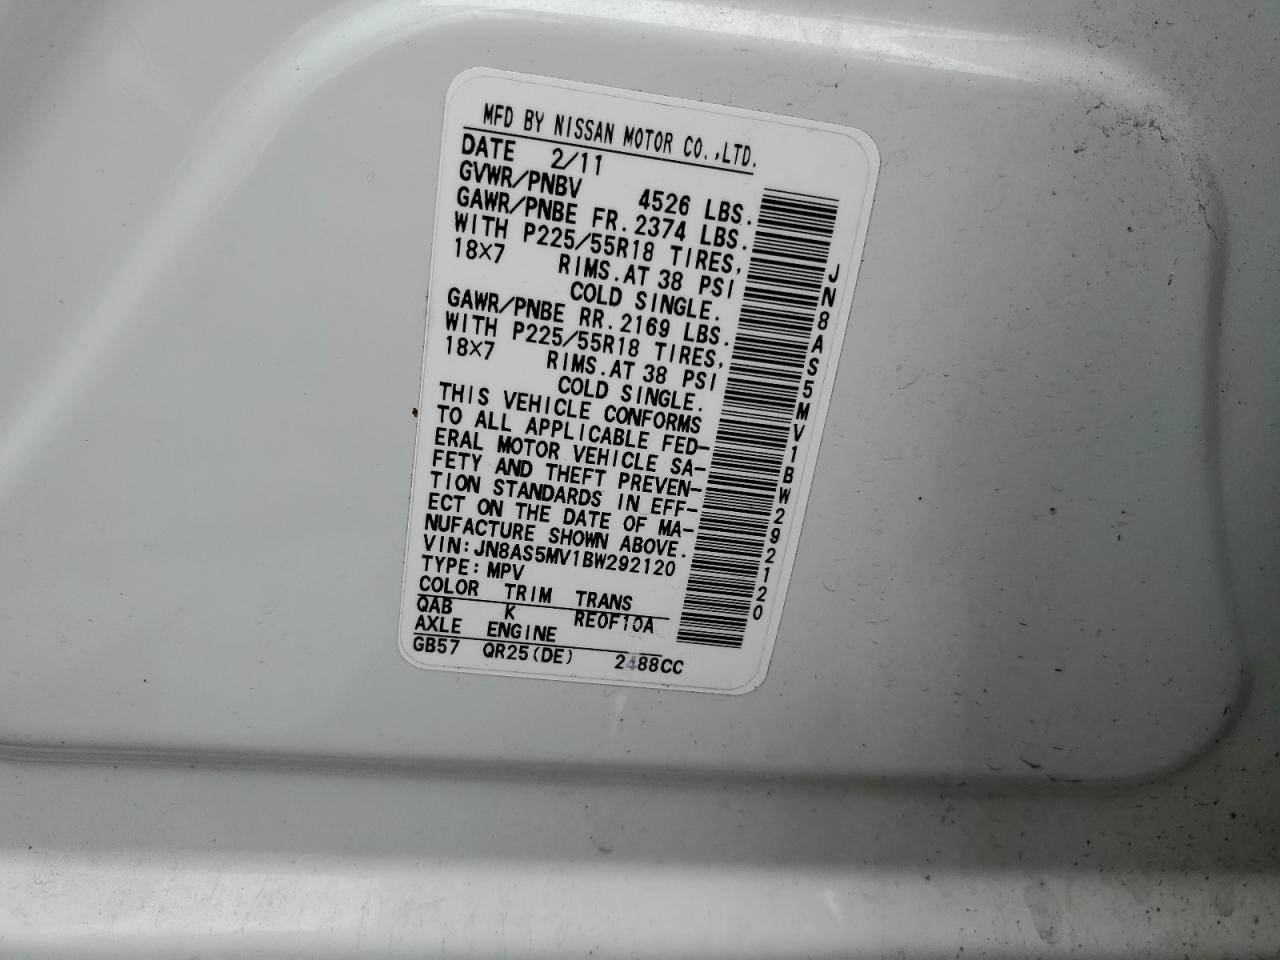 MFD BY NISSAN MOTOR CO.,LTD.
DATE 2/11
GVWR/PNBV 4526 LBS.
GAWR/PNBE FR. 2374 LBS.
WITH P225/55R18 TIRES,
18X7 RIMS. AT 38 PSI
COLD SINGLE.
GAWR/PNBE RR. 2169 LBS.
WITH P225/55R18 TIRES,
18X7 RIMS. AT 38 PSI
COLD SINGLE.
THIS VEHICLE CONFORMS
TO ALL APPLICABLE FED-
ERAL MOTOR VEHICLE SA-
FETY AND THEFT PREVEN-
TION STANDARDS IN EFF-
ECT ON THE DATE OF MA-
NUFACTURE SHOWN ABOVE.
VIN: JN8AS5MV1BW292120
TYPE: MPV
COLOR TRIM TRANS
QAB K RE0F10A
AXLE ENGINE
GB57 QR25(DE) 2488CC
JN8AS5MV1BW292120